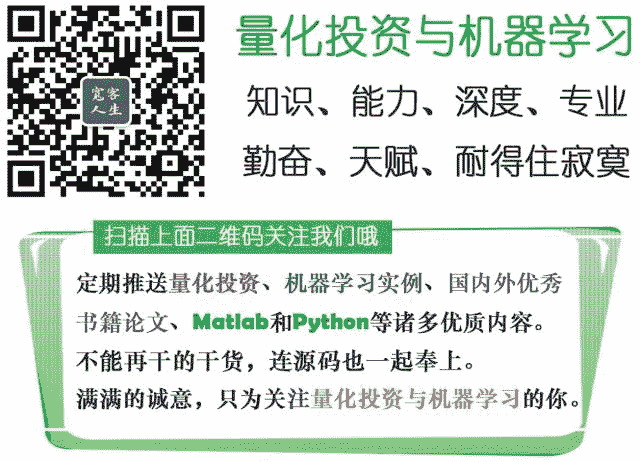 量化投资与机器学习
宽客
人生
知识、能力、深度、专业
勤奋、天赋、耐得住寂寞
扫描上面二维码关注我们哦
定期推送量化投资、机器学习实例、国内外优秀
书籍论文、Matlab和Python等诸多优质内容。
不能再干的干货，连源码也一起奉上。
满满的诚意，只为关注量化投资与机器学习的你。